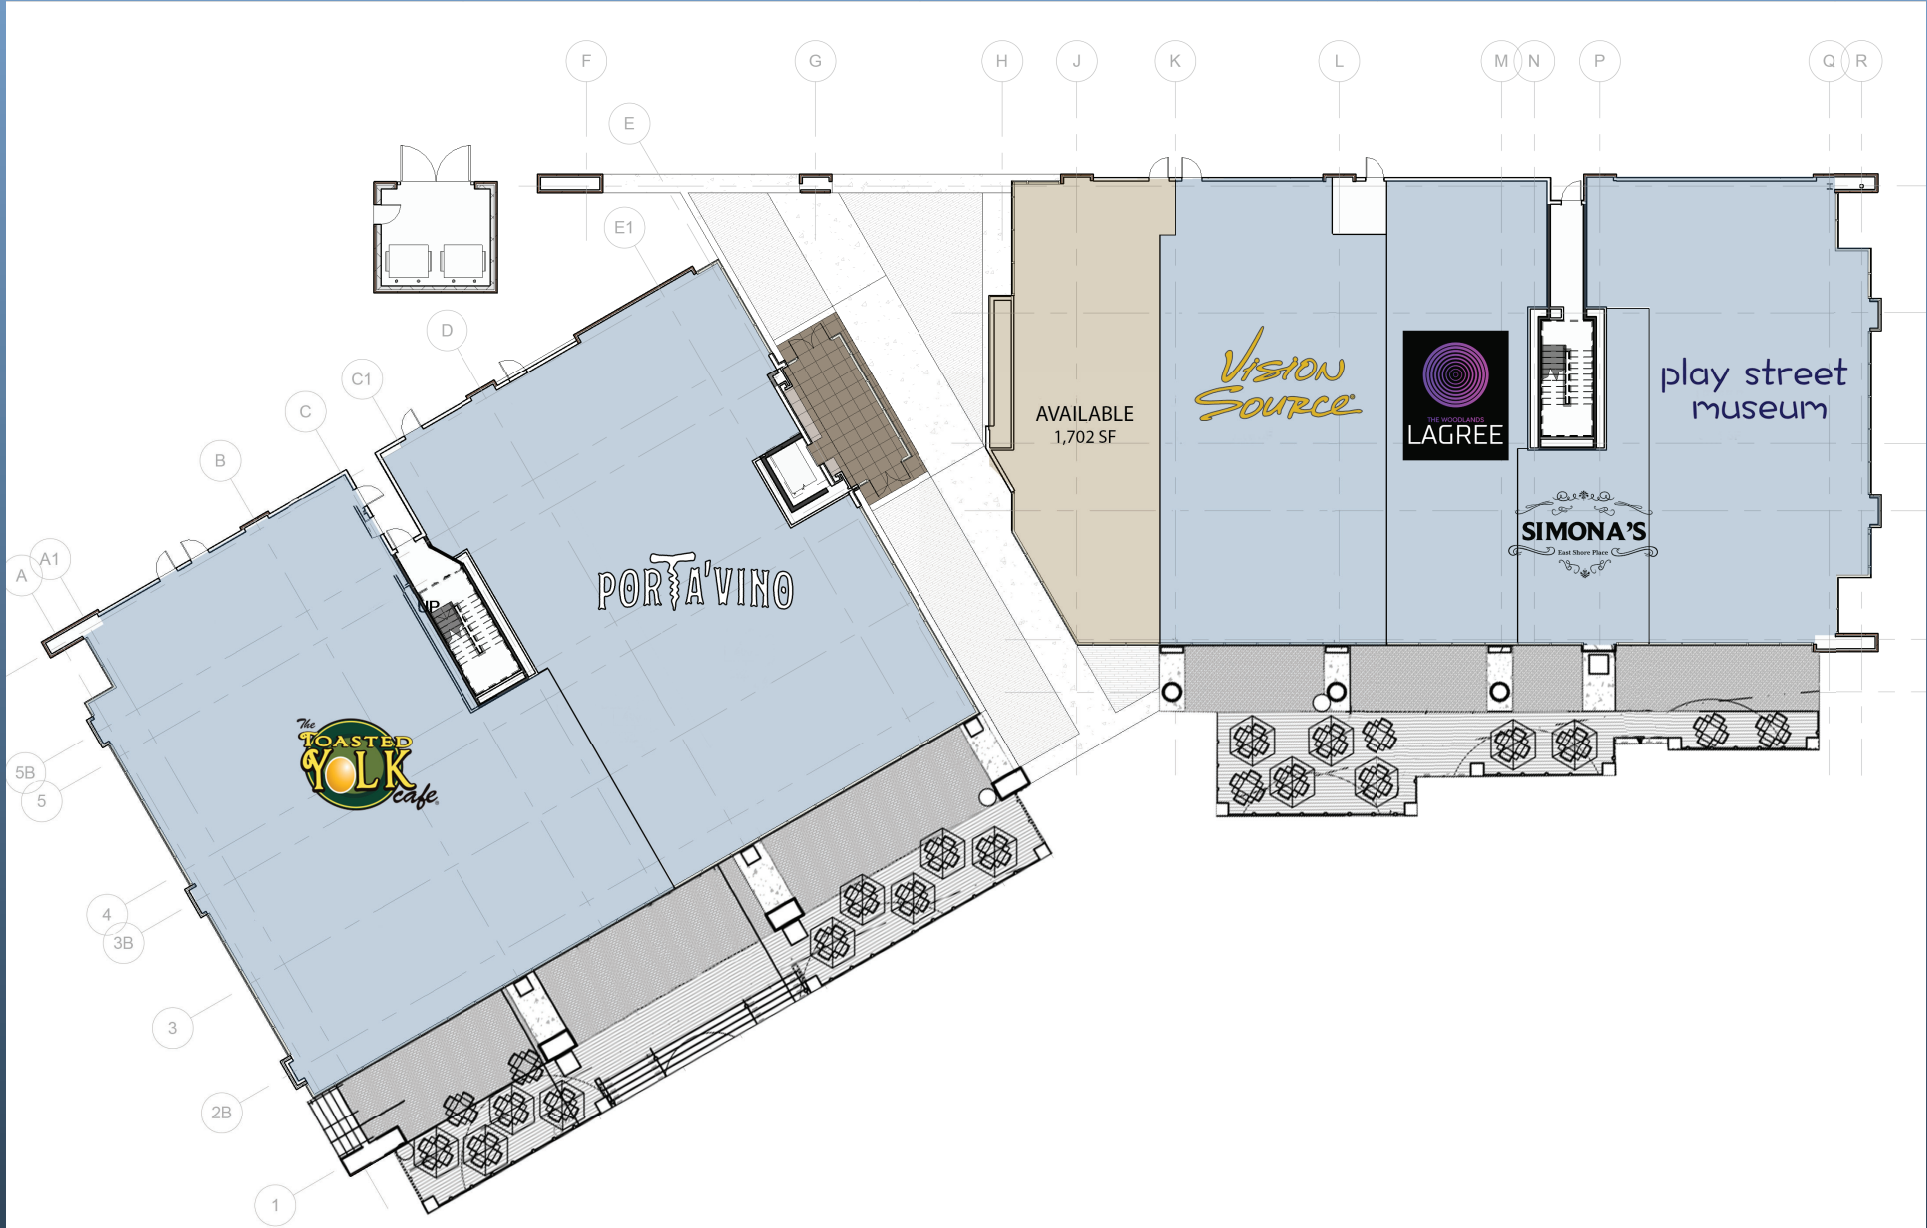 F
G
H
J
K
L
M
N
P
Q
R
E
E1
D
C1
C
B
A1
A
5B
5
4
3B
3
2B
1
UP
The
TOASTED
YOLK
cafe
PORTA'VINO
AVAILABLE
1,702 SF
VISION
SOURCE
THE WOODLANDS
LAGREE
SIMONA'S
East Shore Place
play street
museum